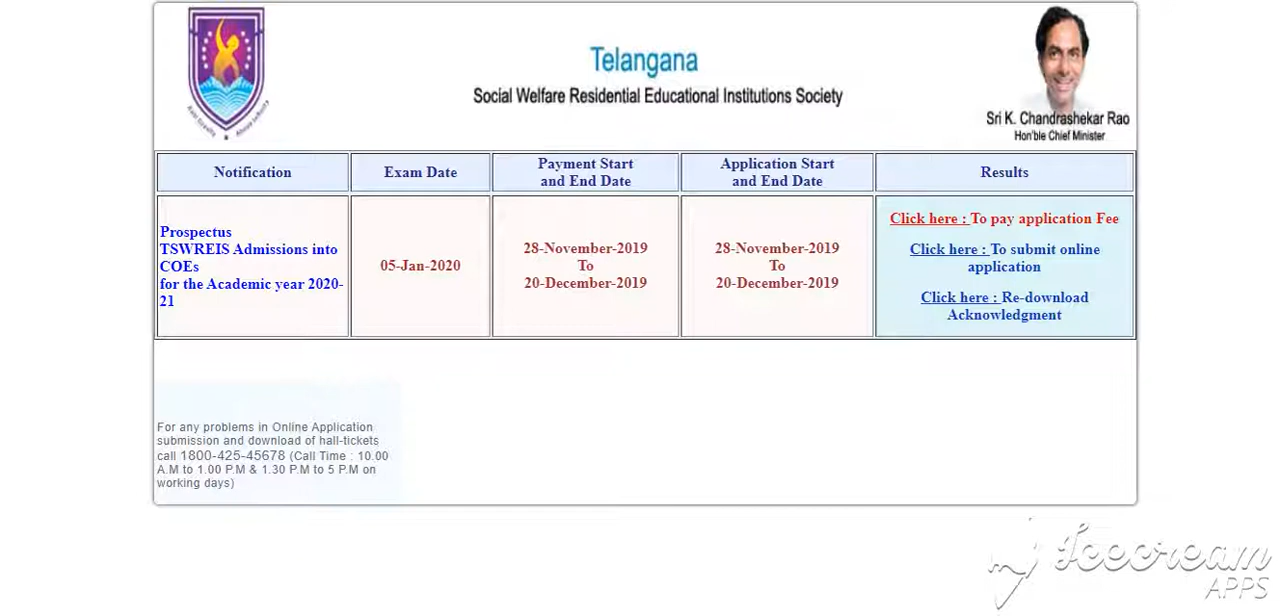 Telangana
Social Welfare Residential Educational Institutions Society
Sri K. Chandrashekar Rao
Hon'ble Chief Minister
Notification
Exam Date
Payment Start
and End Date
Application Start
and End Date
Results
Prospectus
TSWREIS Admissions into
COEs
for the Academic year 2020-
21
05-Jan-2020
28-November-2019
To
20-December-2019
28-November-2019
To
20-December-2019
Click here : To pay application Fee
Click here : To submit online
application
Click here : Re-download
Acknowledgment
For any problems in Online Application
submission and download of hall-tickets
call 1800-425-45678 (Call Time : 10.00
A.M to 1.00 P.M & 1.30 P.M to 5 P.M on
working days)
Icecream
APPS